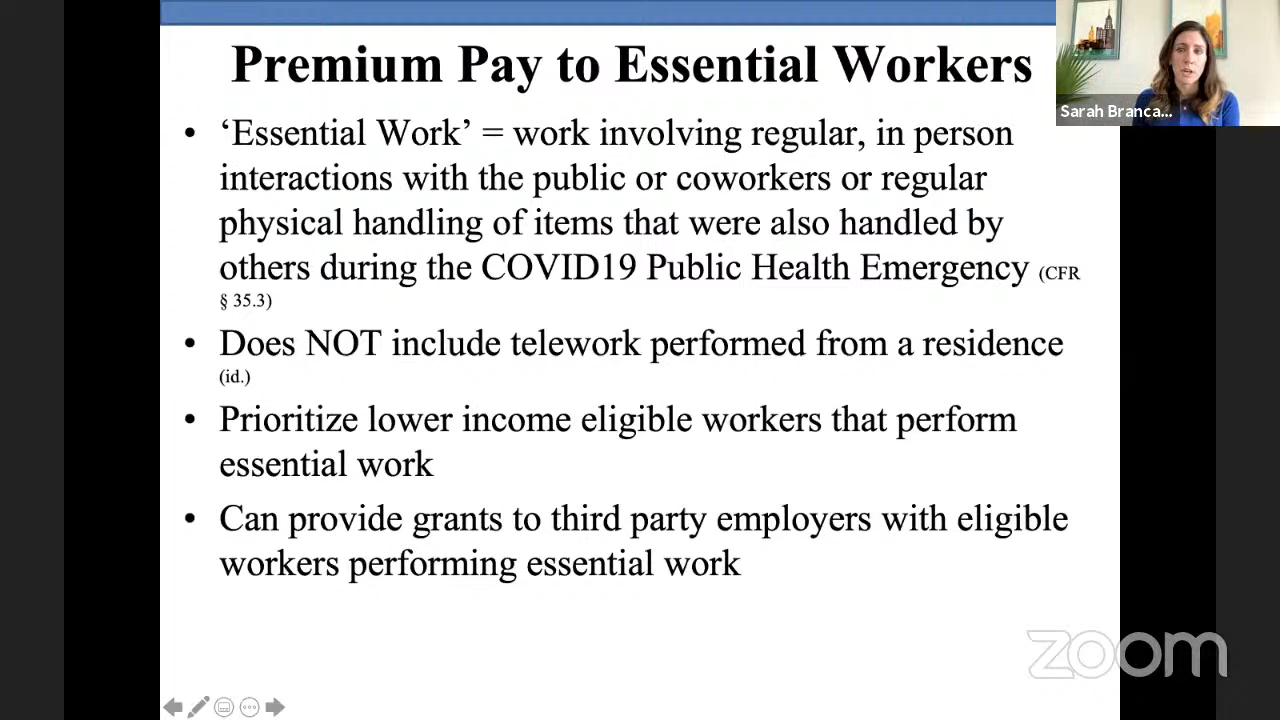 Premium Pay to Essential Workers
Sarah Branca...
• ‘Essential Work’ = work involving regular, in person
interactions with the public or coworkers or regular
physical handling of items that were also handled by
others during the COVID19 Public Health Emergency (CFR
§ 35.3)
• Does NOT include telework performed from a residence
(id.)
• Prioritize lower income eligible workers that perform
essential work
• Can provide grants to third party employers with eligible
workers performing essential work
zoom